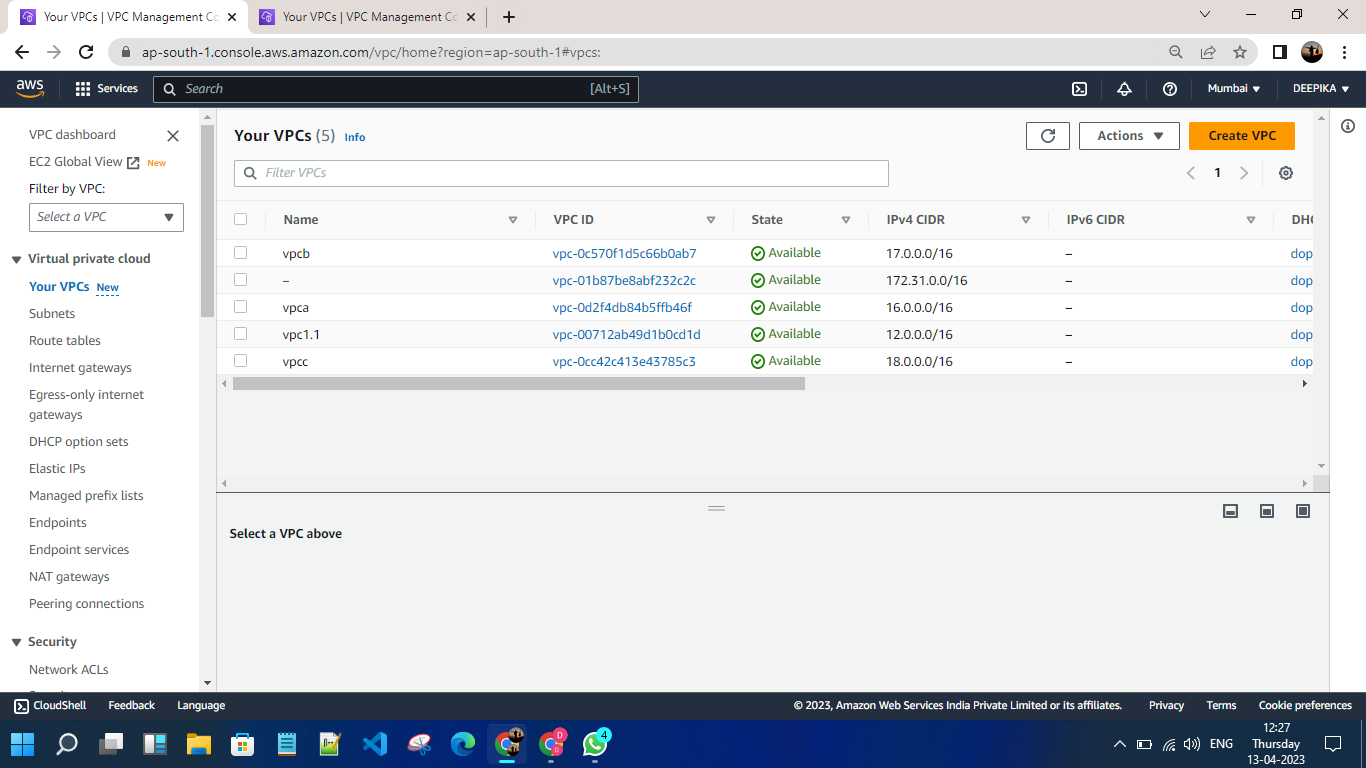 Your VPCs | VPC Management Co
Your VPCs | VPC Management Co
ap-south-1.console.aws.amazon.com/vpc/home?region=ap-south-1#vpcs:
aws
Services
Search
[Alt+S]
Mumbai
DEEPIKA
VPC dashboard
EC2 Global View New
Filter by VPC:
Select a VPC
Virtual private cloud
Your VPCs New
Subnets
Route tables
Internet gateways
Egress-only internet
gateways
DHCP option sets
Elastic IPs
Managed prefix lists
Endpoints
Endpoint services
NAT gateways
Peering connections
Security
Network ACLs
Your VPCs (5) Info
Actions
Create VPC
Filter VPCs
1
Name VPC ID State IPv4 CIDR IPv6 CIDR DHC
vpcb vpc-0c570f1d5c66b0ab7 Available 17.0.0.0/16 – dop
– vpc-01b87be8abf232c2c Available 172.31.0.0/16 – dop
vpca vpc-0d2f4db84b5ffb46f Available 16.0.0.0/16 – dop
vpc1.1 vpc-00712ab49d1b0cd1d Available 12.0.0.0/16 – dop
vpcc vpc-0cc42c413e43785c3 Available 18.0.0.0/16 – dop
Select a VPC above
CloudShell Feedback Language
© 2023, Amazon Web Services India Private Limited or its affiliates. Privacy Terms Cookie preferences
D
D
4
ENG
12:27
Thursday
13-04-2023